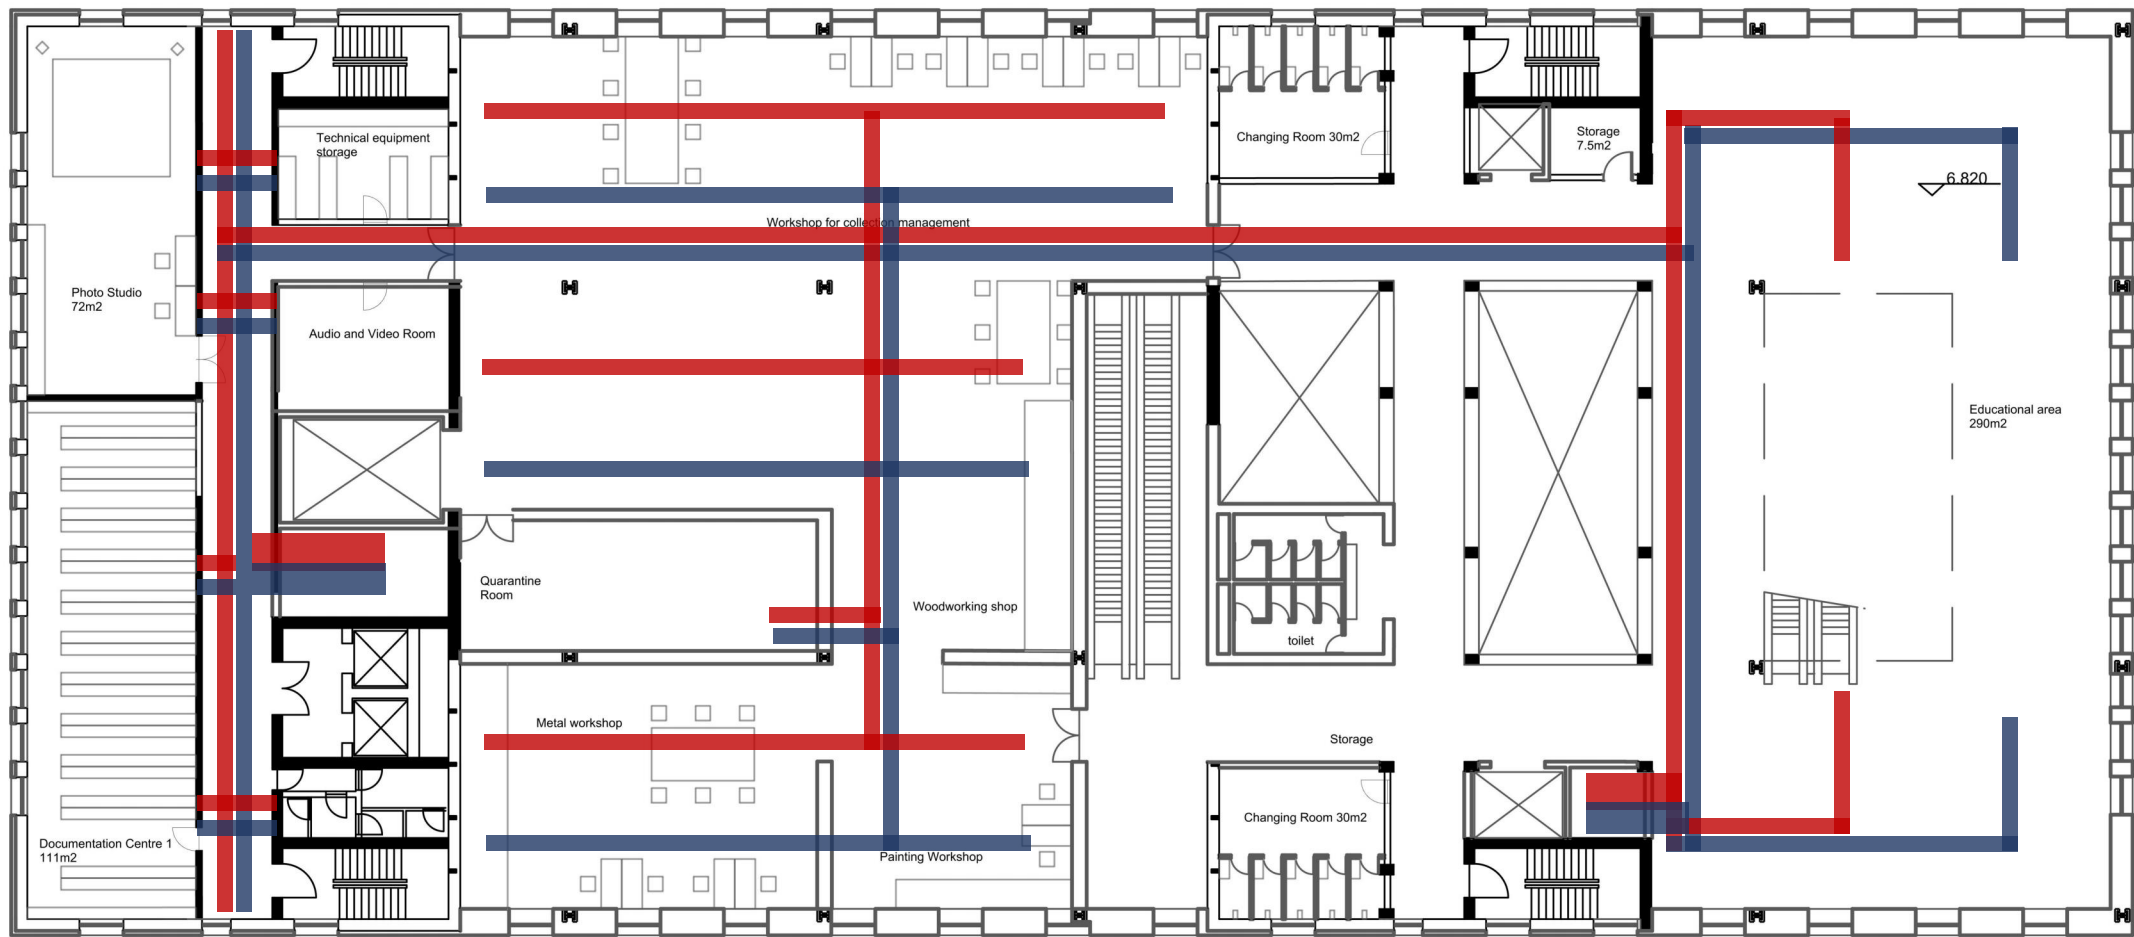 Technical equipment
storage
Changing Room 30m2
Storage
7.5m2
6.820
Workshop for collection management
Photo Studio
72m2
Audio and Video Room
Educational area
290m2
Quarantine
Room
Woodworking shop
toilet
Metal workshop
Storage
Changing Room 30m2
Documentation Centre 1
111m2
Painting Workshop